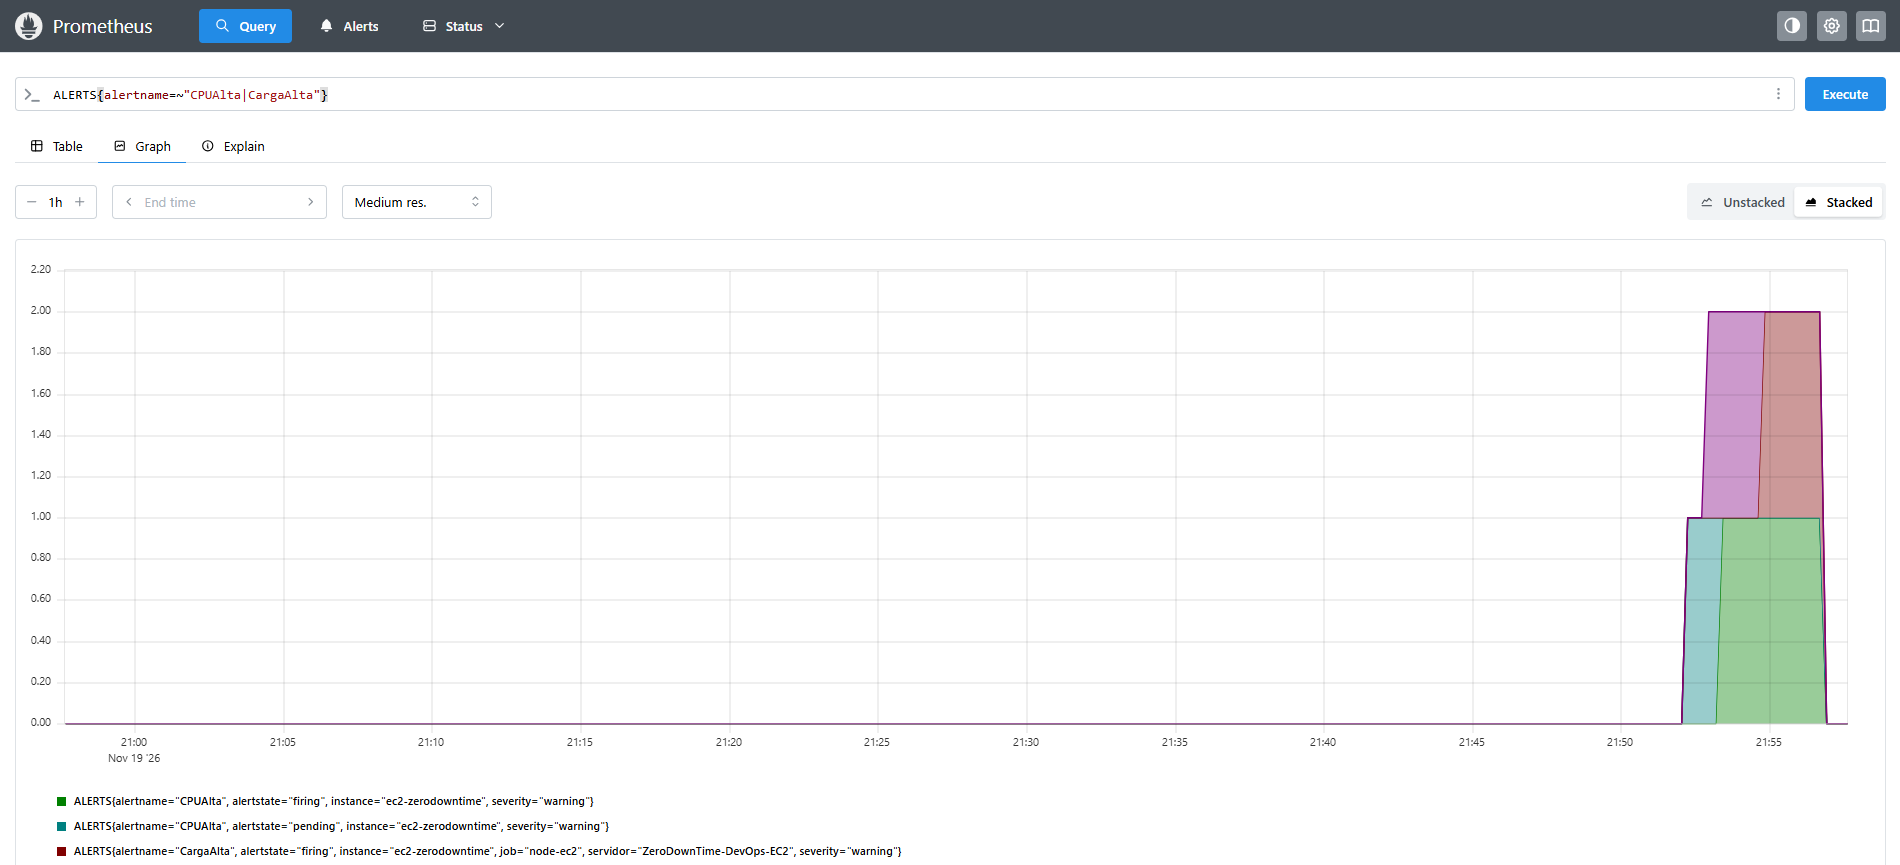 Prometheus Query Alerts Status
ALERTS{alertname=~"CPUAlta|CargaAlta"} Execute
Table Graph Explain
1h End time Medium res. Unstacked Stacked
2.20
2.00
1.80
1.60
1.40
1.20
1.00
0.80
0.60
0.40
0.20
0.00
21:00 21:05 21:10 21:15 21:20 21:25 21:30 21:35 21:40 21:45 21:50 21:55
Nov 19 '26
ALERTS{alertname="CPUAlta", alertstate="firing", instance="ec2-zerodowntime", severity="warning"}
ALERTS{alertname="CPUAlta", alertstate="pending", instance="ec2-zerodowntime", severity="warning"}
ALERTS{alertname="CargaAlta", alertstate="firing", instance="ec2-zerodowntime", job="node-ec2", servidor="ZeroDownTime-DevOps-EC2", severity="warning"}